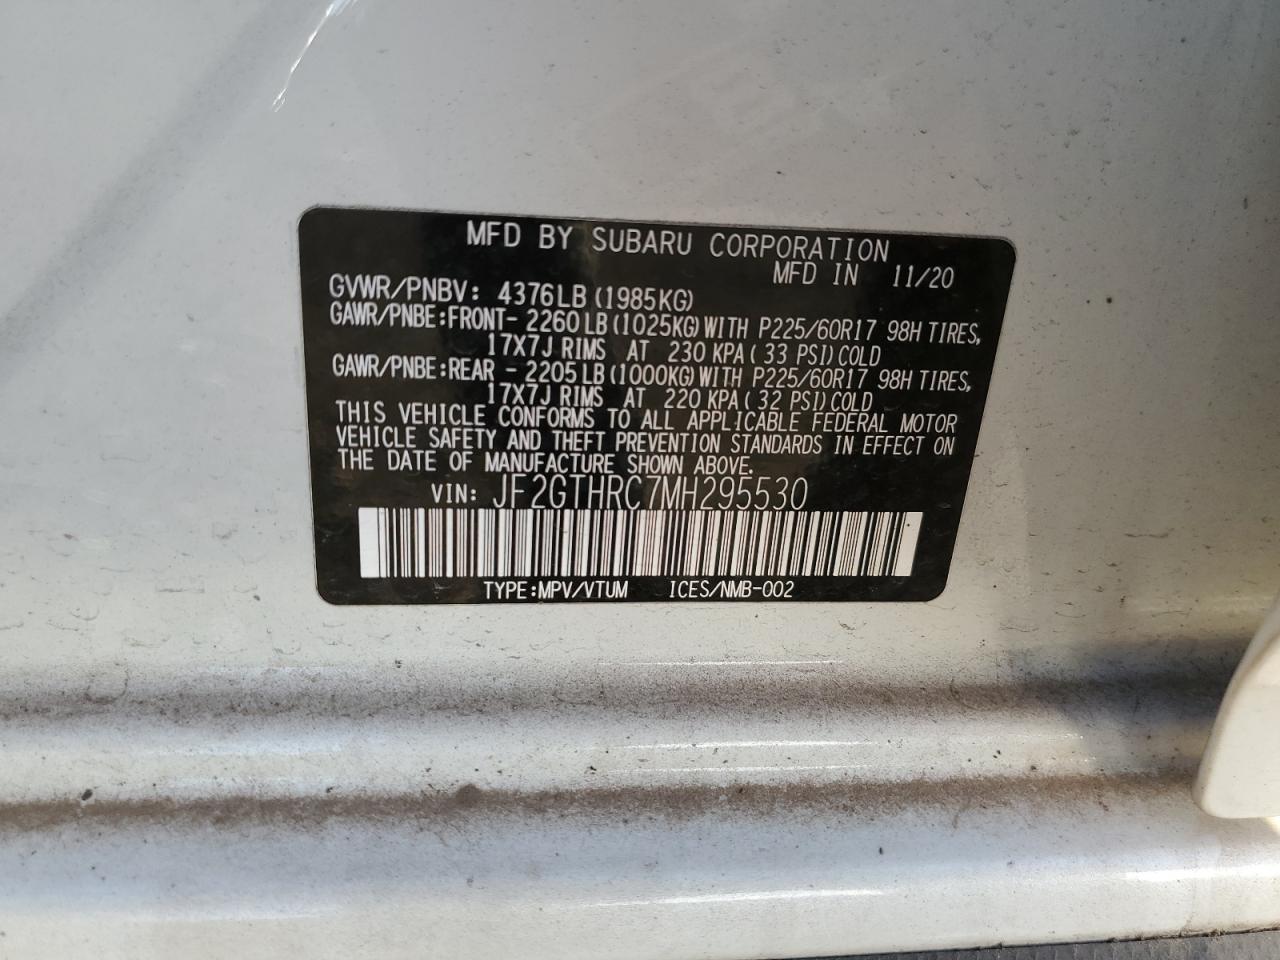 MFD BY SUBARU CORPORATION
MFD IN 11/20
GVWR/PNBV: 4376LB (1985KG)
GAWR/PNBE:FRONT- 2260LB (1025KG) WITH P225/60R17 98H TIRES,
17X7J RIMS AT 230 KPA (33 PSI) COLD
GAWR/PNBE:REAR - 2205LB (1000KG) WITH P225/60R17 98H TIRES,
17X7J RIMS AT 220 KPA (32 PSI) COLD
THIS VEHICLE CONFORMS TO ALL APPLICABLE FEDERAL MOTOR
VEHICLE SAFETY AND THEFT PREVENTION STANDARDS IN EFFECT ON
THE DATE OF MANUFACTURE SHOWN ABOVE.
VIN: JF2GTHRC7MH295530
TYPE:MPV/VTUM ICES/NMB-002